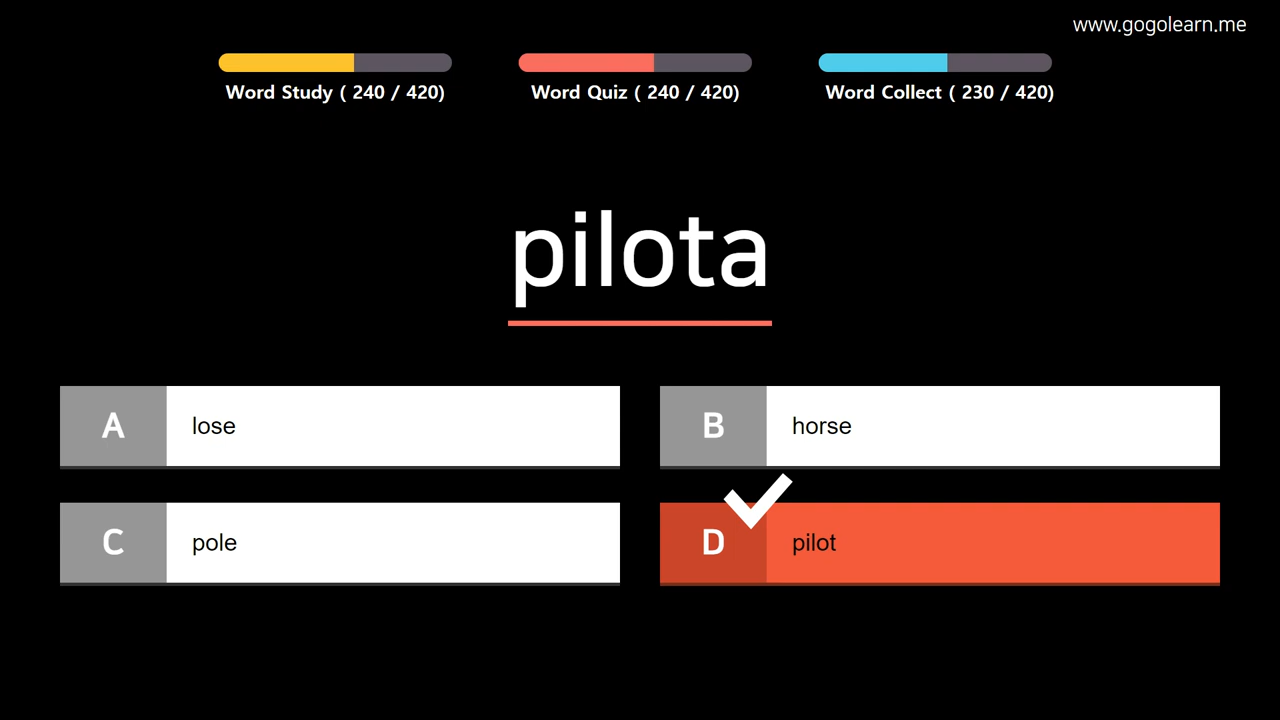 www.gogolearn.me
Word Study ( 240 / 420)
Word Quiz ( 240 / 420)
Word Collect ( 230 / 420)
pilota
A lose
B horse
C pole
D pilot